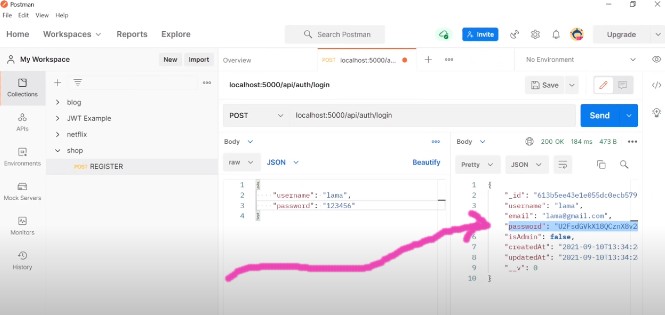 Postman
File Edit View Help
Home Workspaces Reports Explore
Search Postman
Invite
Upgrade
My Workspace
New Import
Overview
POST localhost:5000/a...
No Environment
Collections
APIs
Environments
Mock Servers
Monitors
History
blog
JWT Example
netflix
shop
POST REGISTER
localhost:5000/api/auth/login
Save
POST localhost:5000/api/auth/login
Send
Body
raw JSON Beautify
1 {
2 "username": "lama",
3 "password": "123456"
4 }
Body
200 OK 184 ms 473 B
Pretty JSON
1 {
2 "_id": "613b5ee43e1e055dc0ecb579
3 "username": "lama",
4 "email": "lama@gmail.com",
"password":
6 "isAdmin": false,
7 "createdAt": "2021-09-10T13:34:2
8 "updatedAt": "2021-09-10T13:34:2
9 "__v": 0
10 }